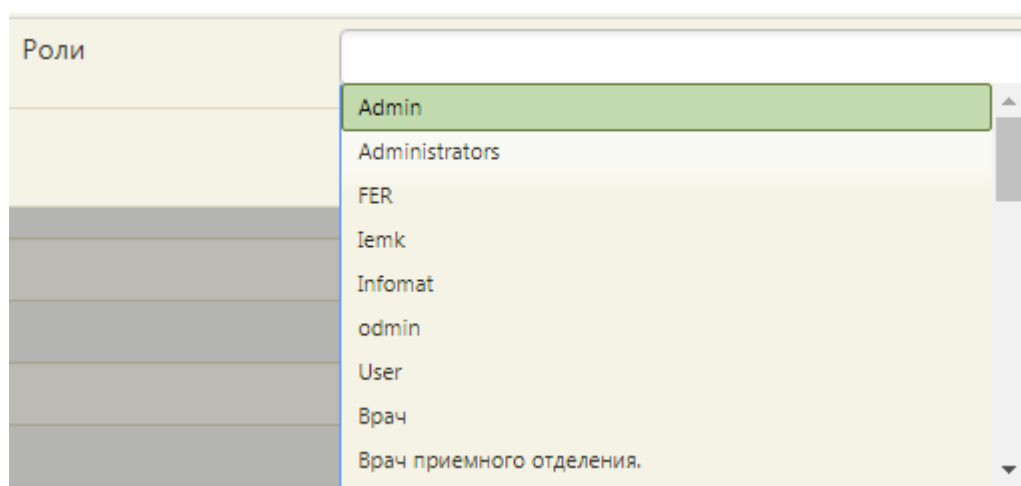 Роли
Admin
Administrators
FER
Iemk
Infomat
odmin
User
Врач
Врач приемного отделения.